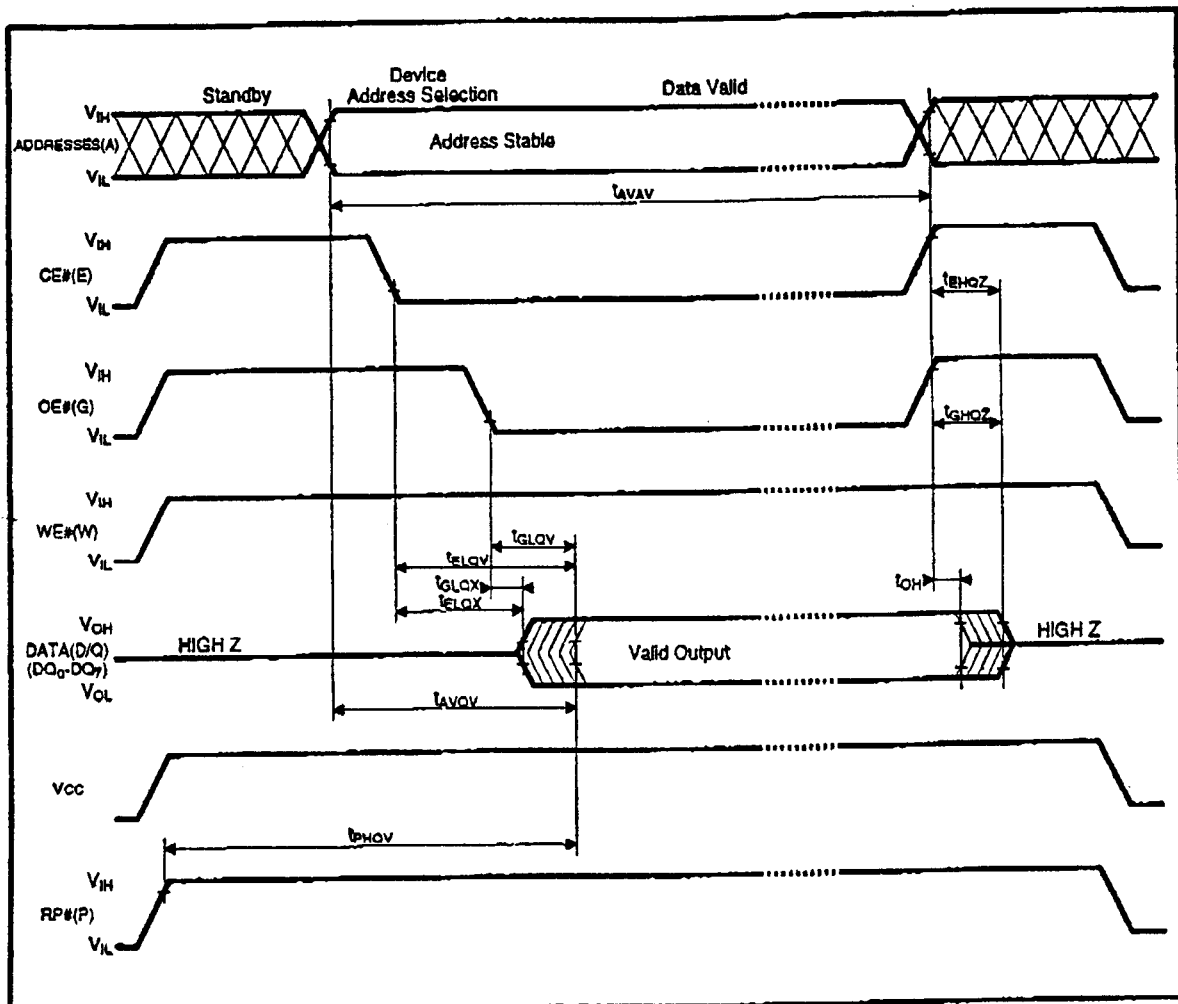 Standby
Device
Address Selection
Data Valid
VIH
ADDRESSES(A)
VIL
Address Stable
tAVAV
VIH
CE#(E)
VIL
tEHQZ
VIH
OE#(G)
VIL
tGHQZ
VIH
WE#(W)
VIL
tGLQV
tELQV
tGLQX
tELQX
tOH
VOH
DATA(D/Q)
(DQ0-DQ7)
VOL
HIGH Z
Valid Output
HIGH Z
tAVQV
VCC
tPHQV
VIH
RP#(P)
VIL